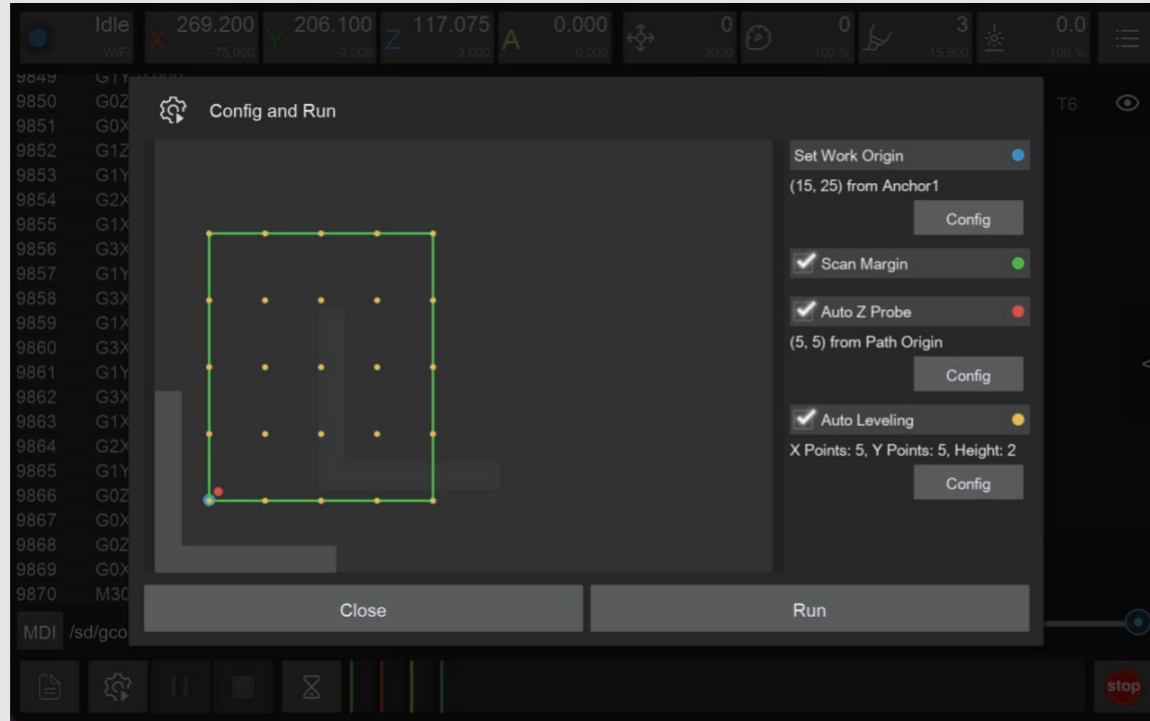 Idle
WiFi
X 269.200
-75.000
Y 206.100
-3.000
Z 117.075
-3.000
A 0.000
0.000
0
3000
0
100 %
3
-15.900
0.0
100 %
9849 G1Y 0.000
9850 G0Z
9851 G0X
9852 G1Z
9853 G1Y
9854 G2X
9855 G1X
9856 G3X
9857 G1Y
9858 G3X
9859 G1X
9860 G3X
9861 G1Y
9862 G3X
9863 G1X
9864 G2X
9865 G1Y
9866 G0Z
9867 G0X
9868 G0Z
9869 G0X
9870 M30
T6
Config and Run
Set Work Origin
(15, 25) from Anchor1
Config
Scan Margin
Auto Z Probe
(5, 5) from Path Origin
Config
Auto Leveling
X Points: 5, Y Points: 5, Height: 2
Config
Close
Run
MDI /sd/gco
stop